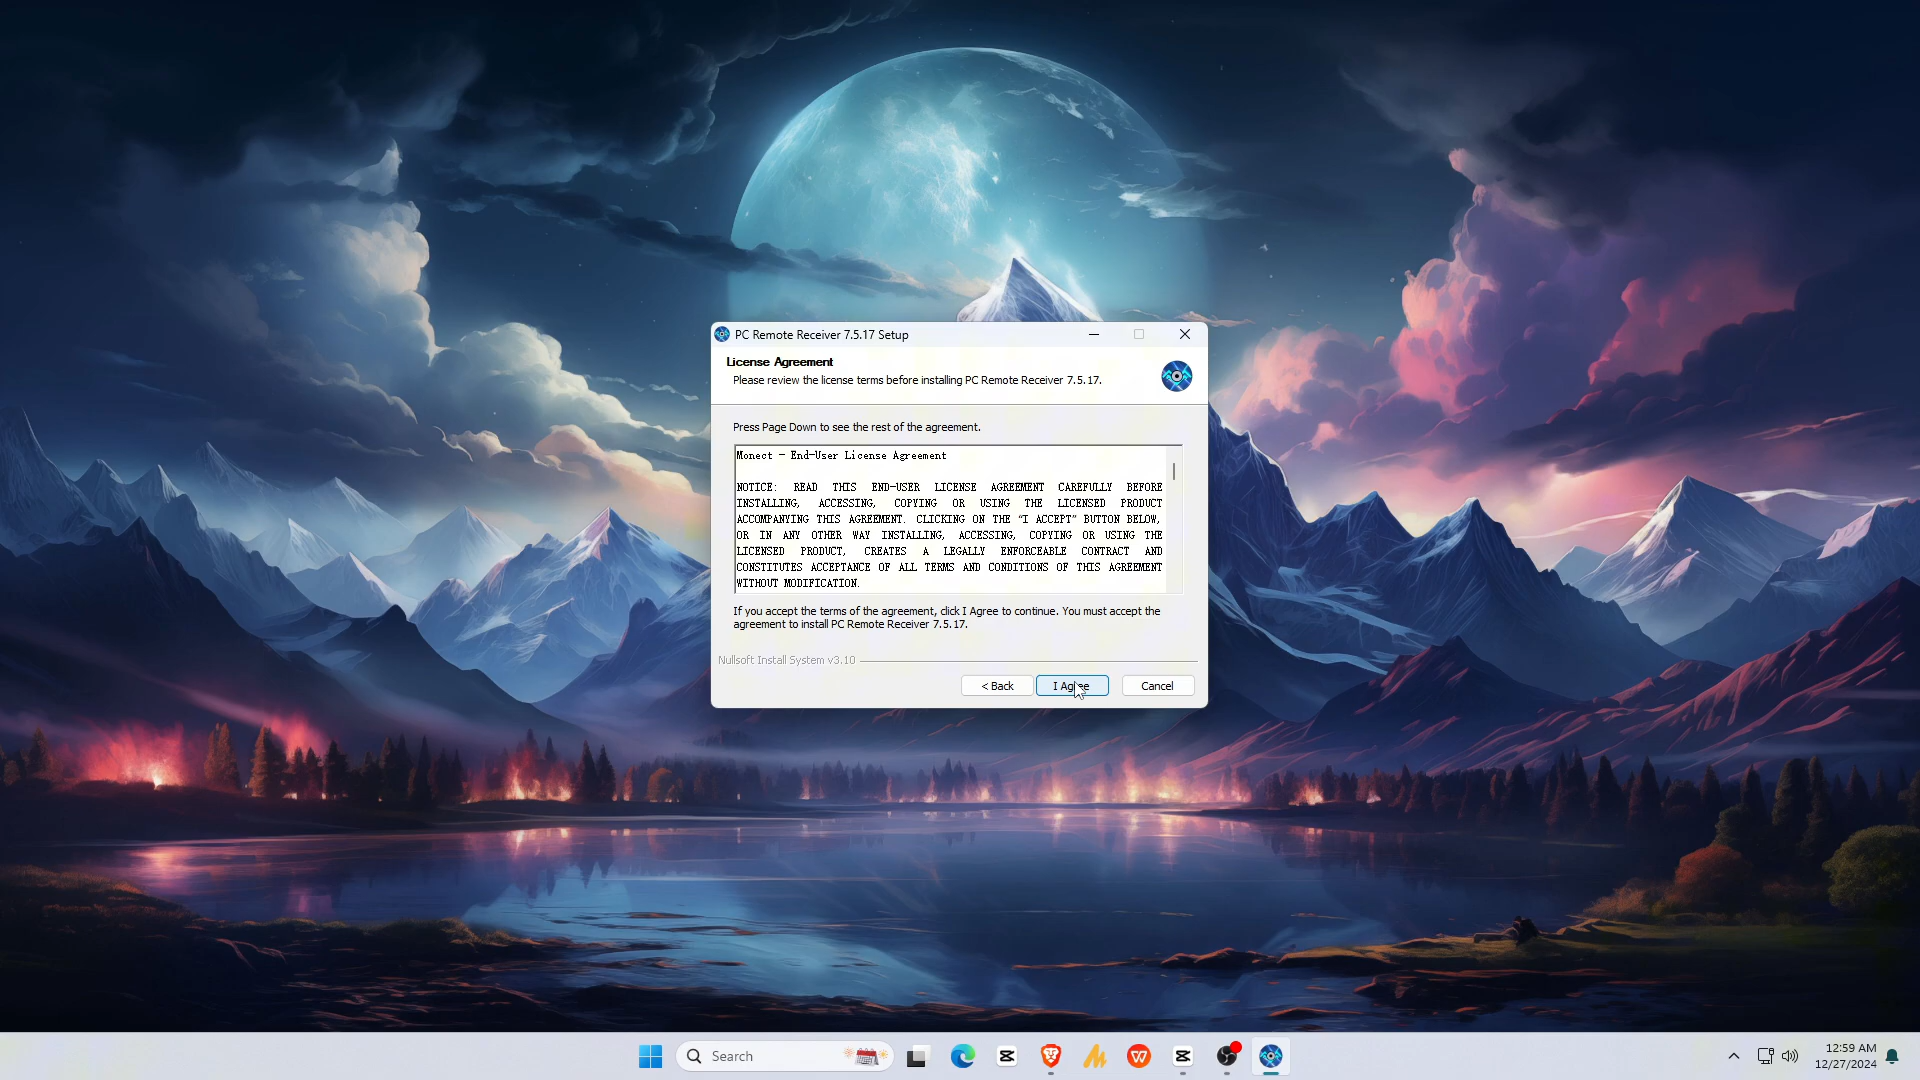 PC Remote Receiver 7.5.17 Setup
License Agreement
Please review the license terms before installing PC Remote Receiver 7.5.17.
Press Page Down to see the rest of the agreement.
Monect - End-User License Agreement
NOTICE: READ THIS END-USER LICENSE AGREEMENT CAREFULLY BEFORE
INSTALLING, ACCESSING, COPYING OR USING THE LICENSED PRODUCT
ACCOMPANYING THIS AGREEMENT. CLICKING ON THE “I ACCEPT” BUTTON BELOW,
OR IN ANY OTHER WAY INSTALLING, ACCESSING, COPYING OR USING THE
LICENSED PRODUCT, CREATES A LEGALLY ENFORCEABLE CONTRACT AND
CONSTITUTES ACCEPTANCE OF ALL TERMS AND CONDITIONS OF THIS AGREEMENT
WITHOUT MODIFICATION.
If you accept the terms of the agreement, click I Agree to continue. You must accept the
agreement to install PC Remote Receiver 7.5.17.
Nullsoft Install System v3.10
< Back I Agree Cancel
Search
12:59 AM
12/27/2024